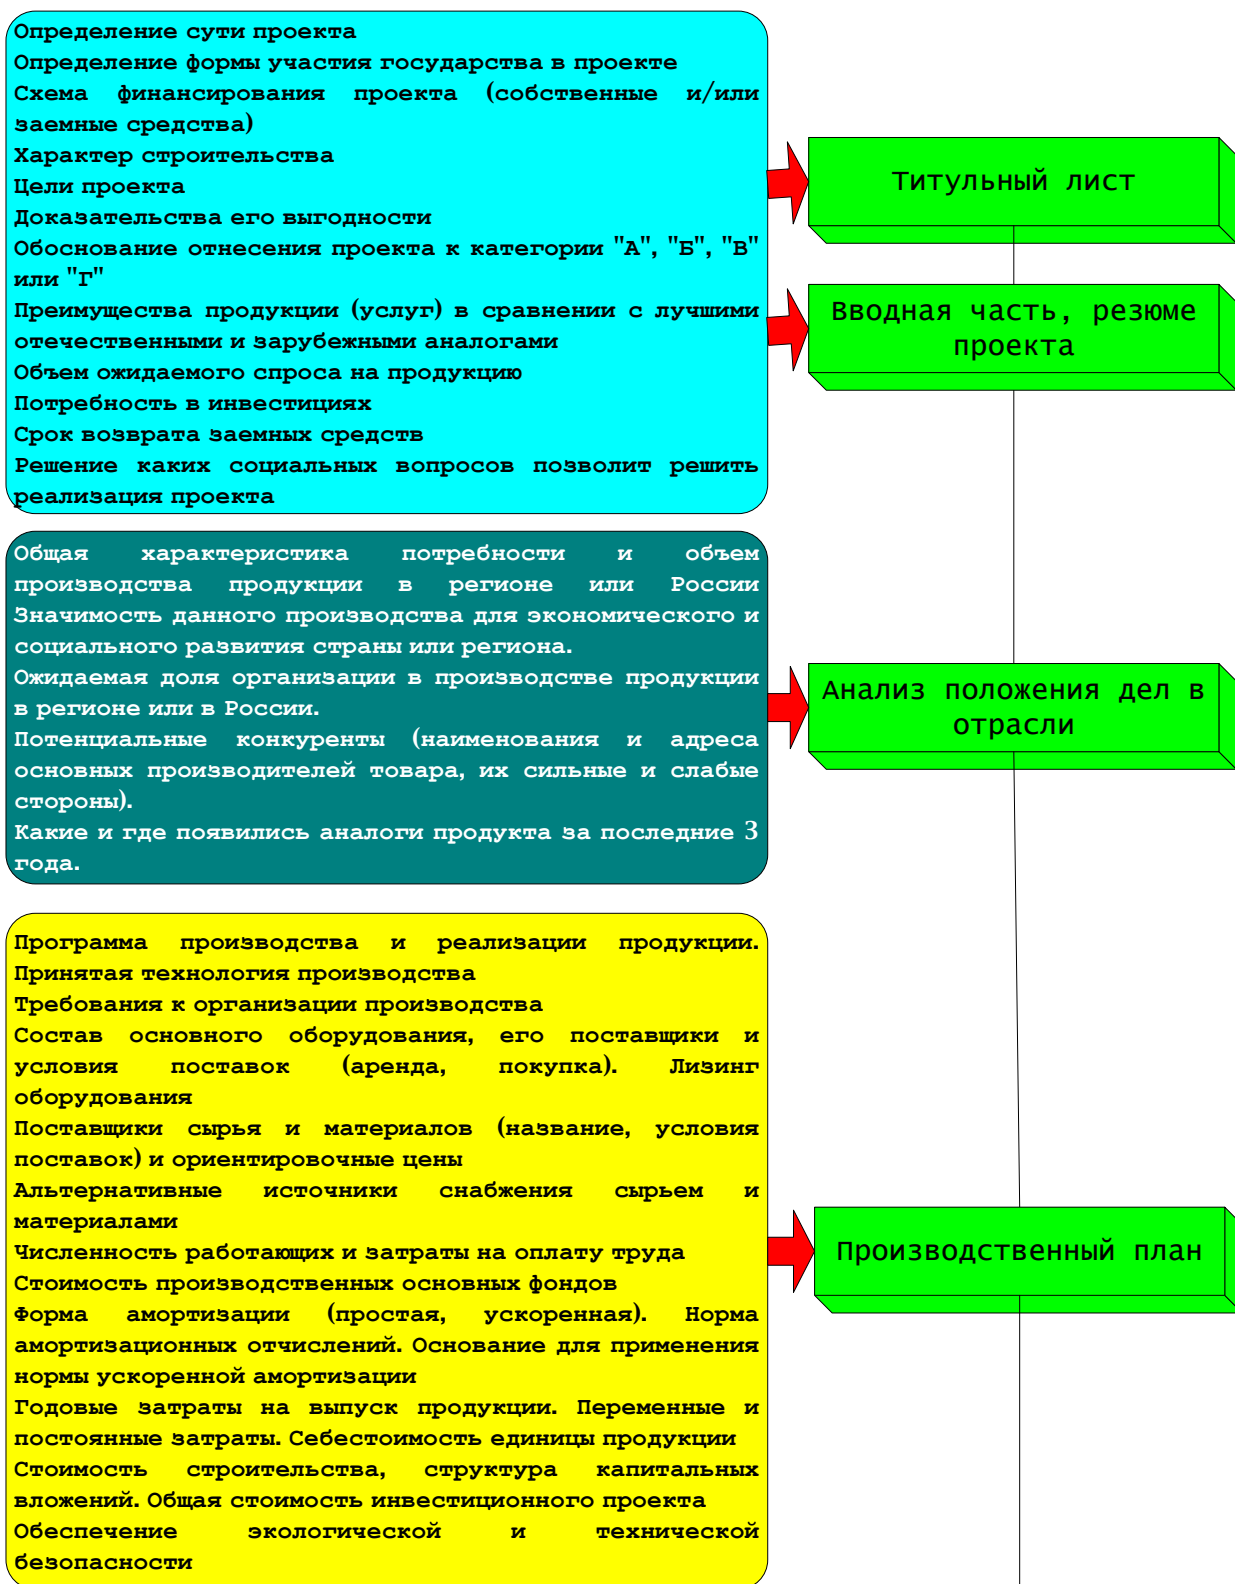 Определение сути проекта
Определение формы участия государства в проекте
Схема финансирования проекта (собственные и/или
заемные средства)
Характер строительства
Цели проекта
Доказательства его выгодности
Обоснование отнесения проекта к категории "А", "Б", "В"
или "Г"
Преимущества продукции (услуг) в сравнении с лучшими
отечественными и зарубежными аналогами
Объем ожидаемого спроса на продукцию
Потребность в инвестициях
Срок возврата заемных средств
Решение каких социальных вопросов позволит решить
реализация проекта
Титульный лист
Вводная часть, резюме
проекта
Общая характеристика потребности и объем
производства продукции в регионе или России
Значимость данного производства для экономического и
социального развития страны или региона.
Ожидаемая доля организации в производстве продукции
в регионе или в России.
Потенциальные конкуренты (наименования и адреса
основных производителей товара, их сильные и слабые
стороны).
Какие и где появились аналоги продукта за последние 3
года.
Анализ положения дел в
отрасли
Программа производства и реализации продукции.
Принятая технология производства
Требования к организации производства
Состав основного оборудования, его поставщики и
условия поставок (аренда, покупка). Лизинг
оборудования
Поставщики сырья и материалов (название, условия
поставок) и ориентировочные цены
Альтернативные источники снабжения сырьем и
материалами
Численность работающих и затраты на оплату труда
Стоимость производственных основных фондов
Форма амортизации (простая, ускоренная). Норма
амортизационных отчислений. Основание для применения
нормы ускоренной амортизации
Годовые затраты на выпуск продукции. Переменные и
постоянные затраты. Себестоимость единицы продукции
Стоимость строительства, структура капитальных
вложений. Общая стоимость инвестиционного проекта
Обеспечение экологической и технической
безопасности
Производственный план